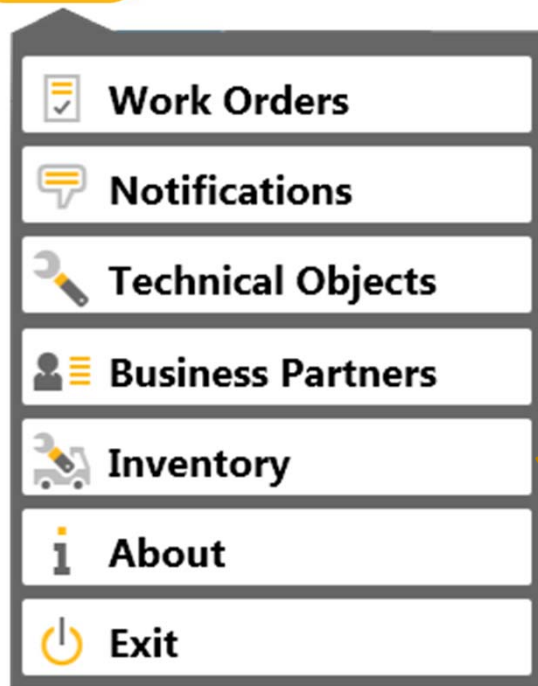 Work Orders
Notifications
Technical Objects
Business Partners
Inventory
About
Exit